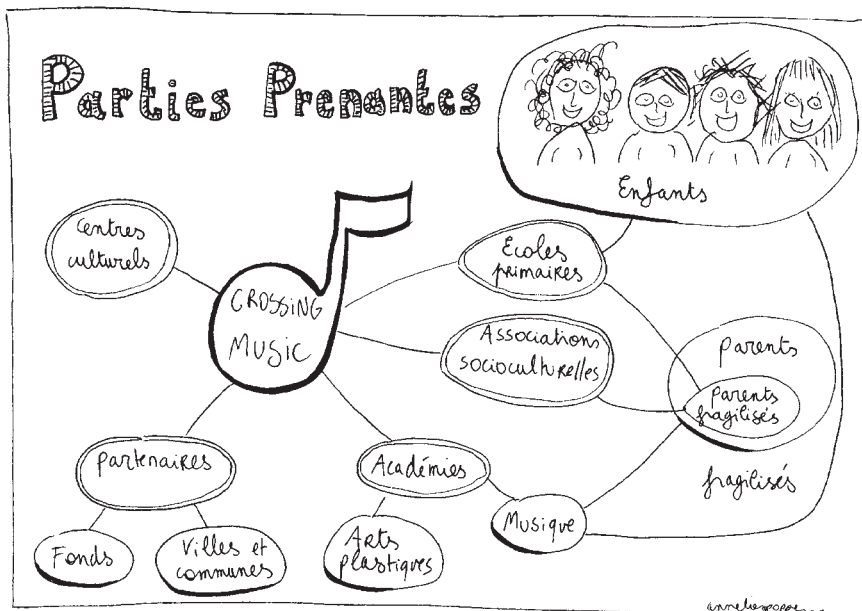 Parties Prenantes
Enfants
Centres
culturels
CROSSING
MUSIC
Ecoles
primaires
Associations
socioculturelles
Parents
Parents
fragilisés
fragilisés
Partenaires
Académies
Musique
Fonds
Villes et
communes
Arts
plastiques